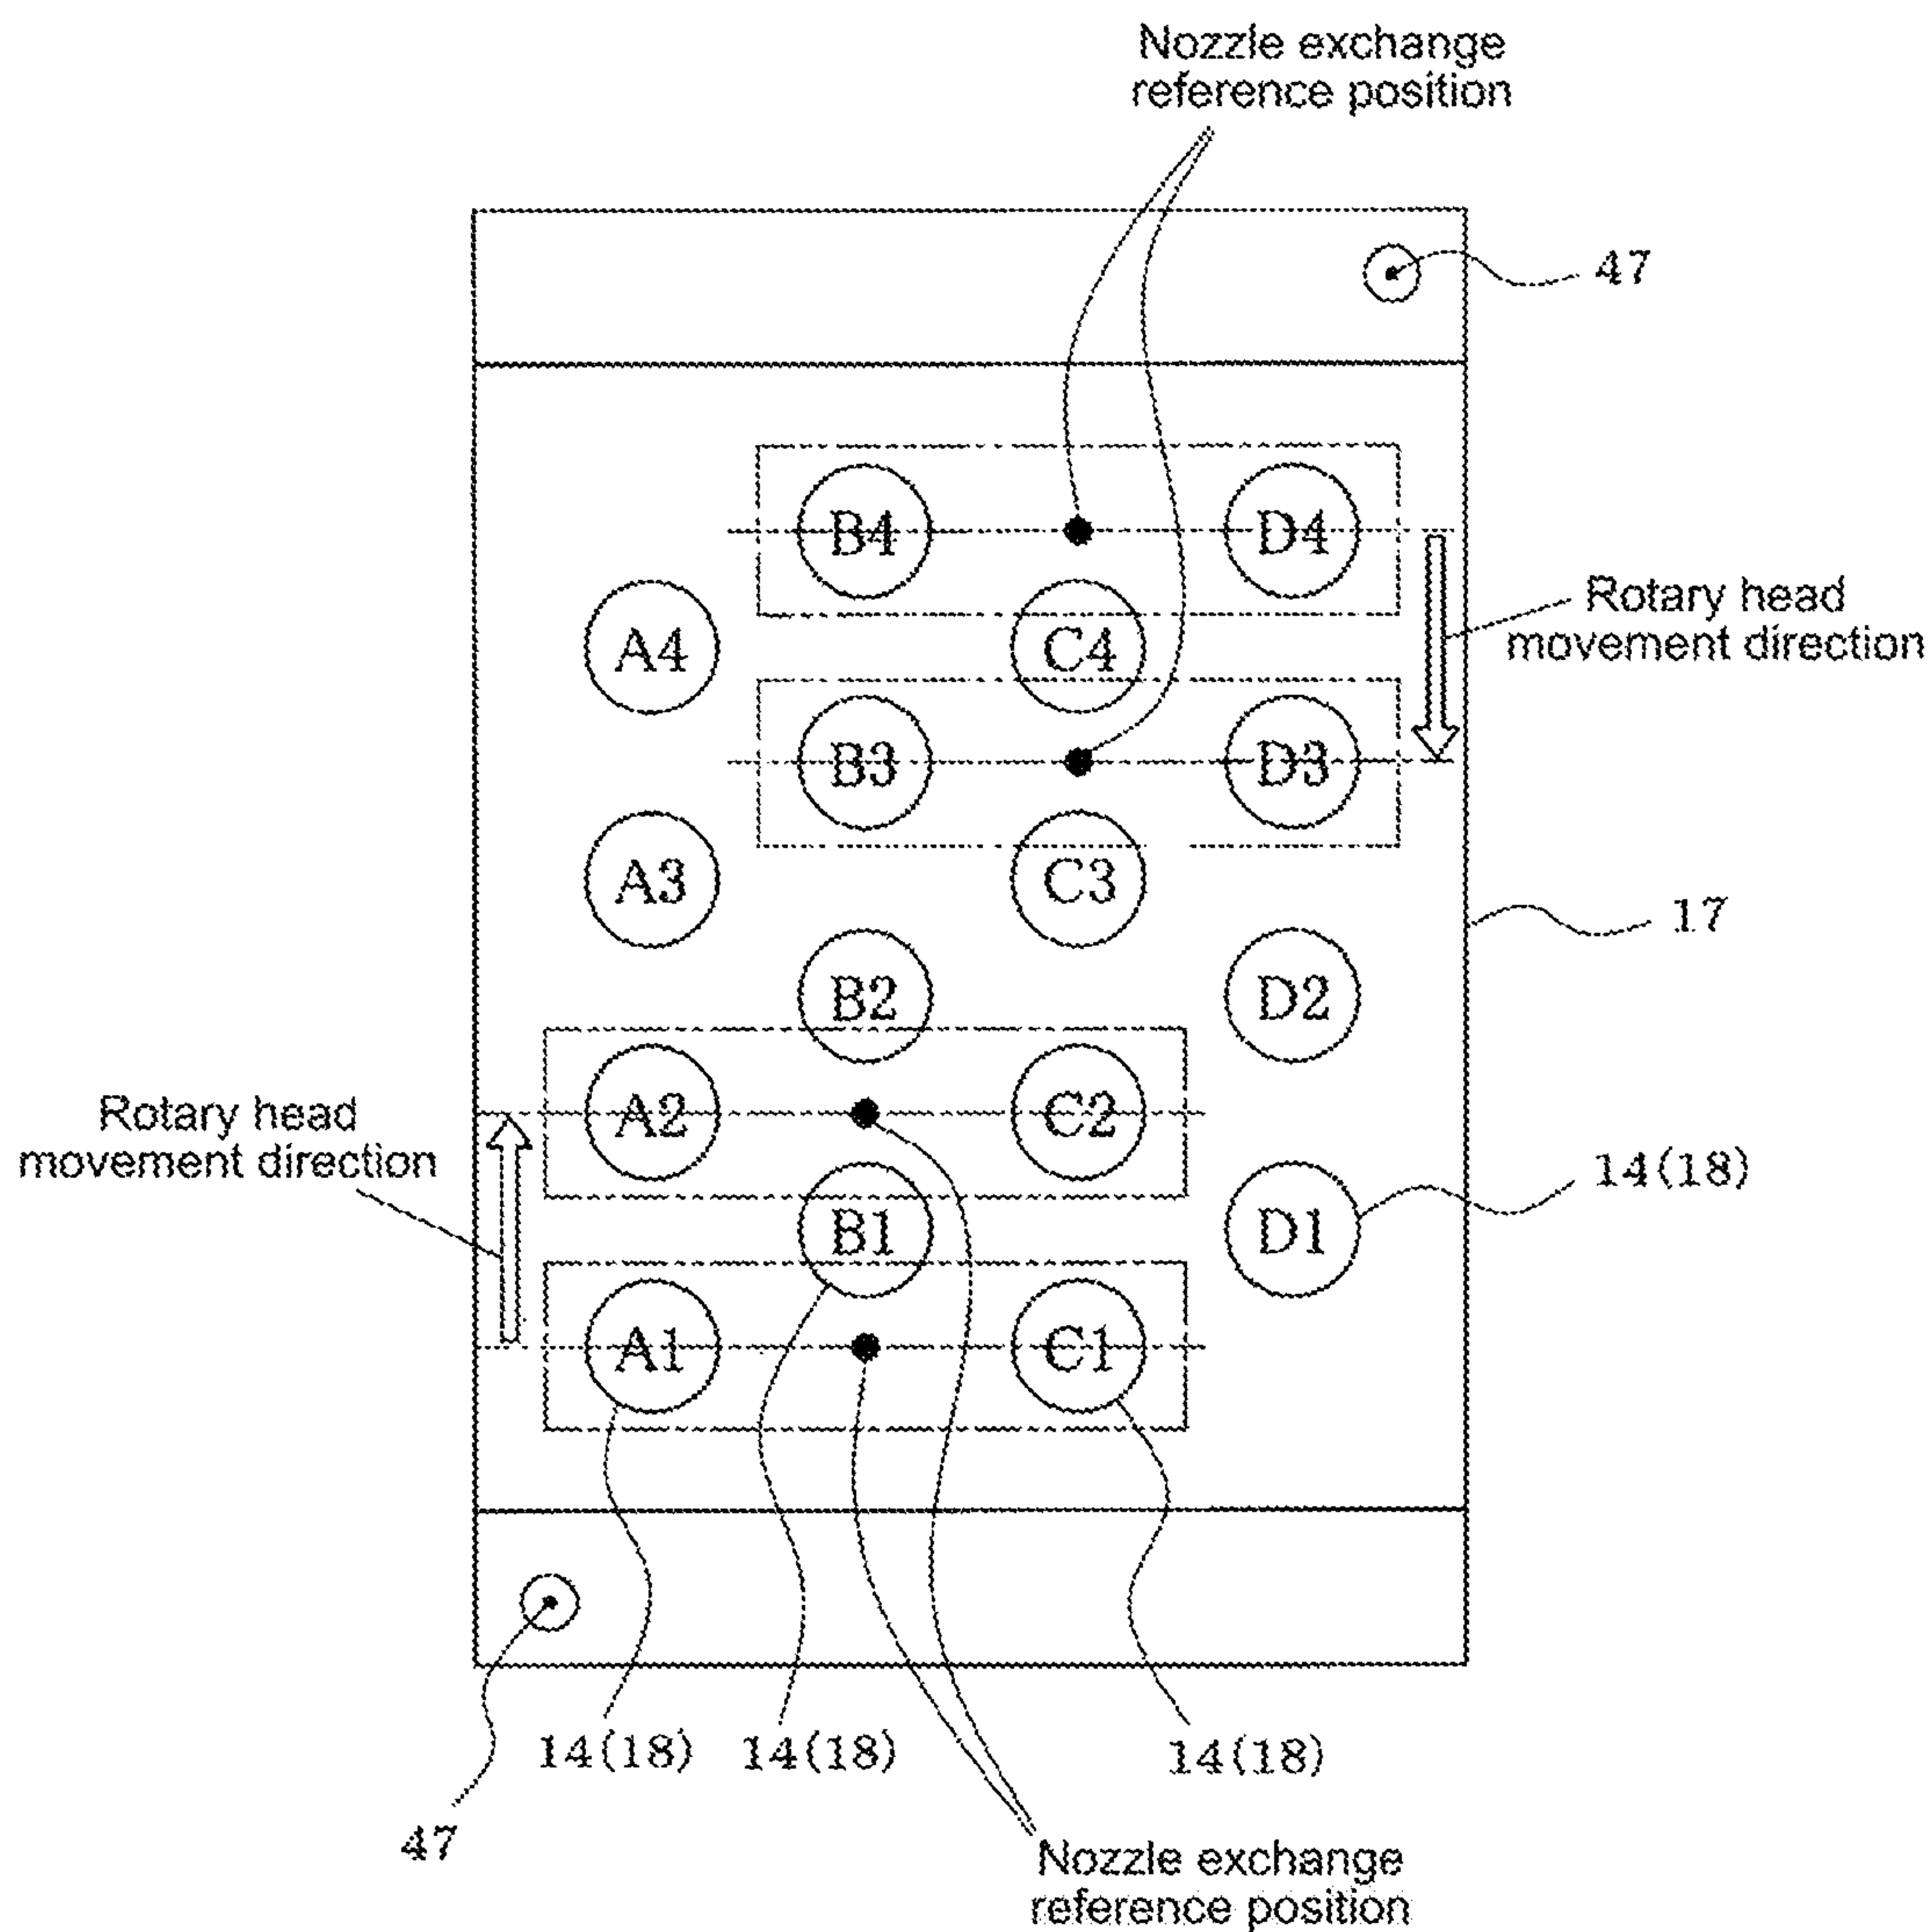 Nozzle exchange
reference position
47
B4
D4
Rotary head
movement direction
A4
C4
B3
D3
A3
C3
17
B2
D2
Rotary head
movement direction
A2
C2
14(18)
B1
D1
A1
C1
14(18)
14(18)
14(18)
47
Nozzle exchange
reference position